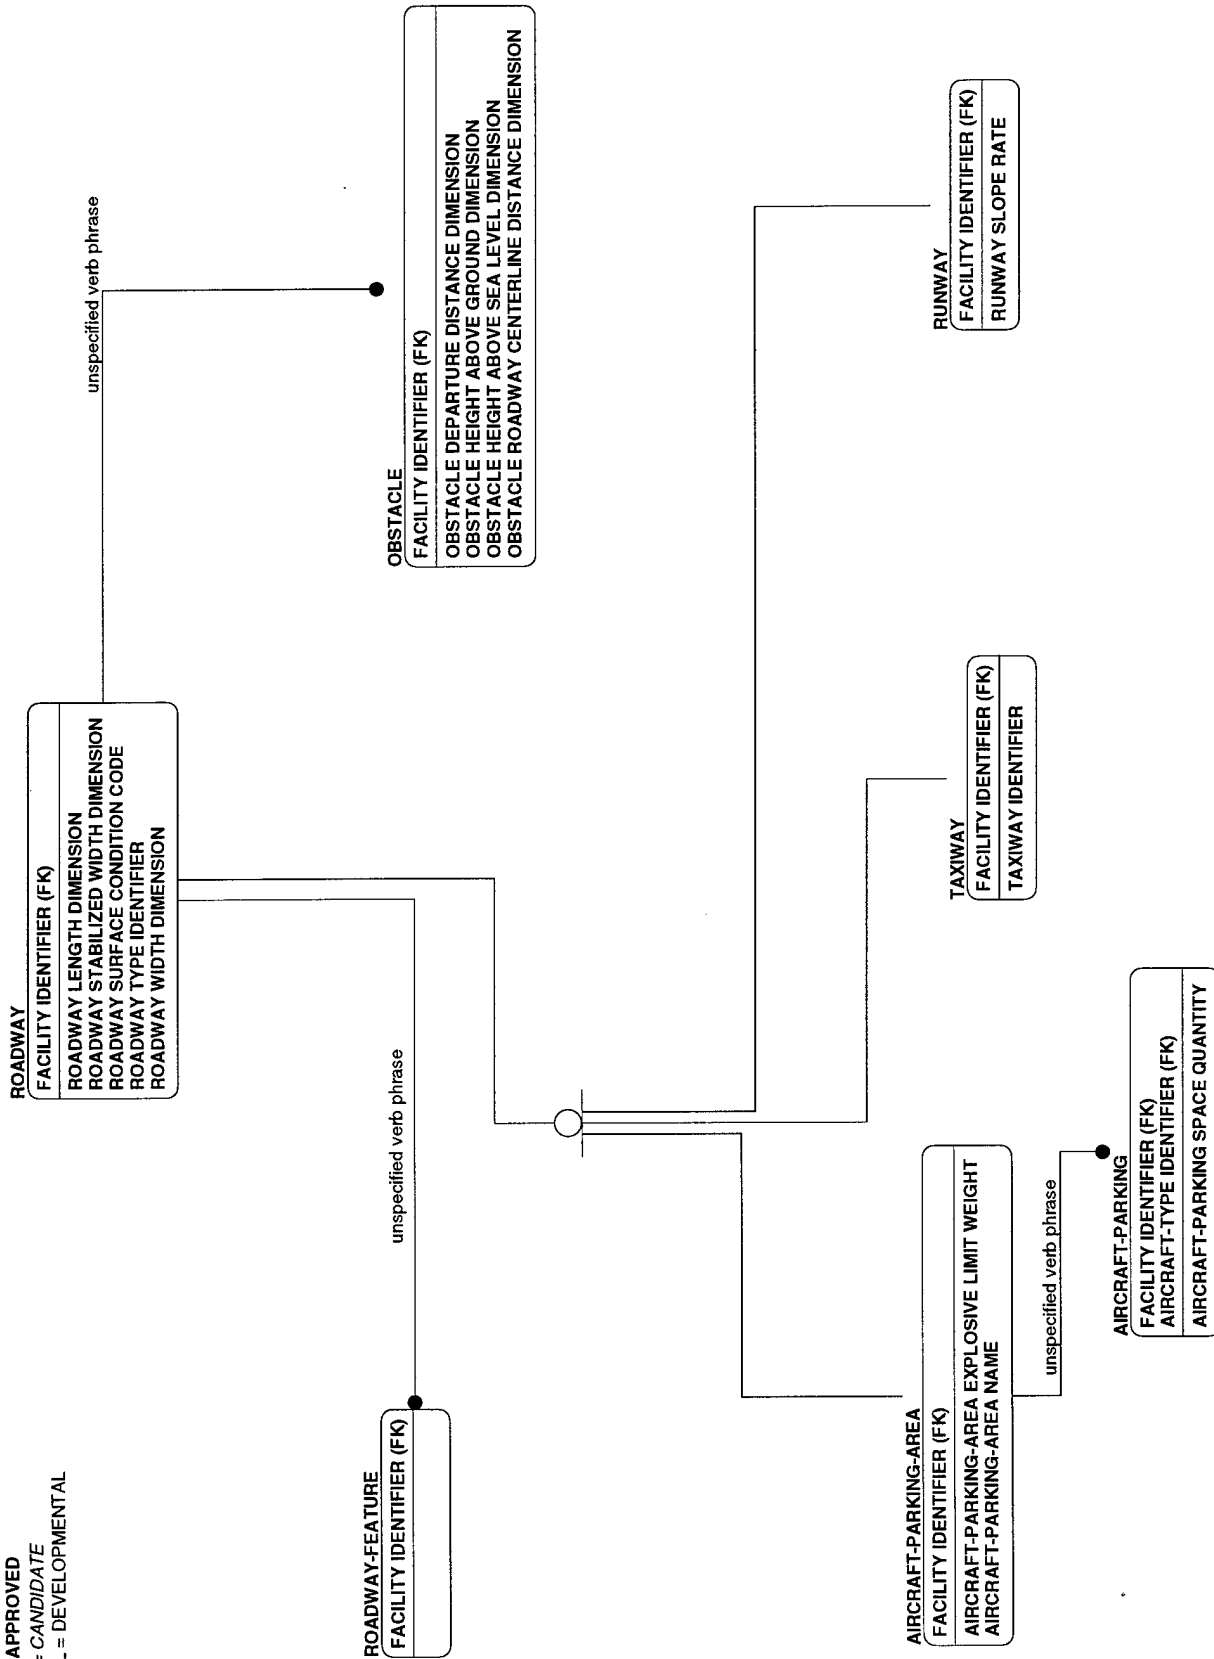 APPROVED
= CANDIDATE
= DEVELOPMENTAL
ROADWAY
FACILITY IDENTIFIER (FK)
ROADWAY LENGTH DIMENSION
ROADWAY STABILIZED WIDTH DIMENSION
ROADWAY SURFACE CONDITION CODE
ROADWAY TYPE IDENTIFIER
ROADWAY WIDTH DIMENSION
unspecified verb phrase
ROADWAY-FEATURE
FACILITY IDENTIFIER (FK)
unspecified verb phrase
OBSTACLE
FACILITY IDENTIFIER (FK)
OBSTACLE DEPARTURE DISTANCE DIMENSION
OBSTACLE HEIGHT ABOVE GROUND DIMENSION
OBSTACLE HEIGHT ABOVE SEA LEVEL DIMENSION
OBSTACLE ROADWAY CENTERLINE DISTANCE DIMENSION
AIRCRAFT-PARKING-AREA
FACILITY IDENTIFIER (FK)
AIRCRAFT-PARKING-AREA EXPLOSIVE LIMIT WEIGHT
AIRCRAFT-PARKING-AREA NAME
TAXIWAY
FACILITY IDENTIFIER (FK)
TAXIWAY IDENTIFIER
RUNWAY
FACILITY IDENTIFIER (FK)
RUNWAY SLOPE RATE
unspecified verb phrase
AIRCRAFT-PARKING
FACILITY IDENTIFIER (FK)
AIRCRAFT-TYPE IDENTIFIER (FK)
AIRCRAFT-PARKING SPACE QUANTITY